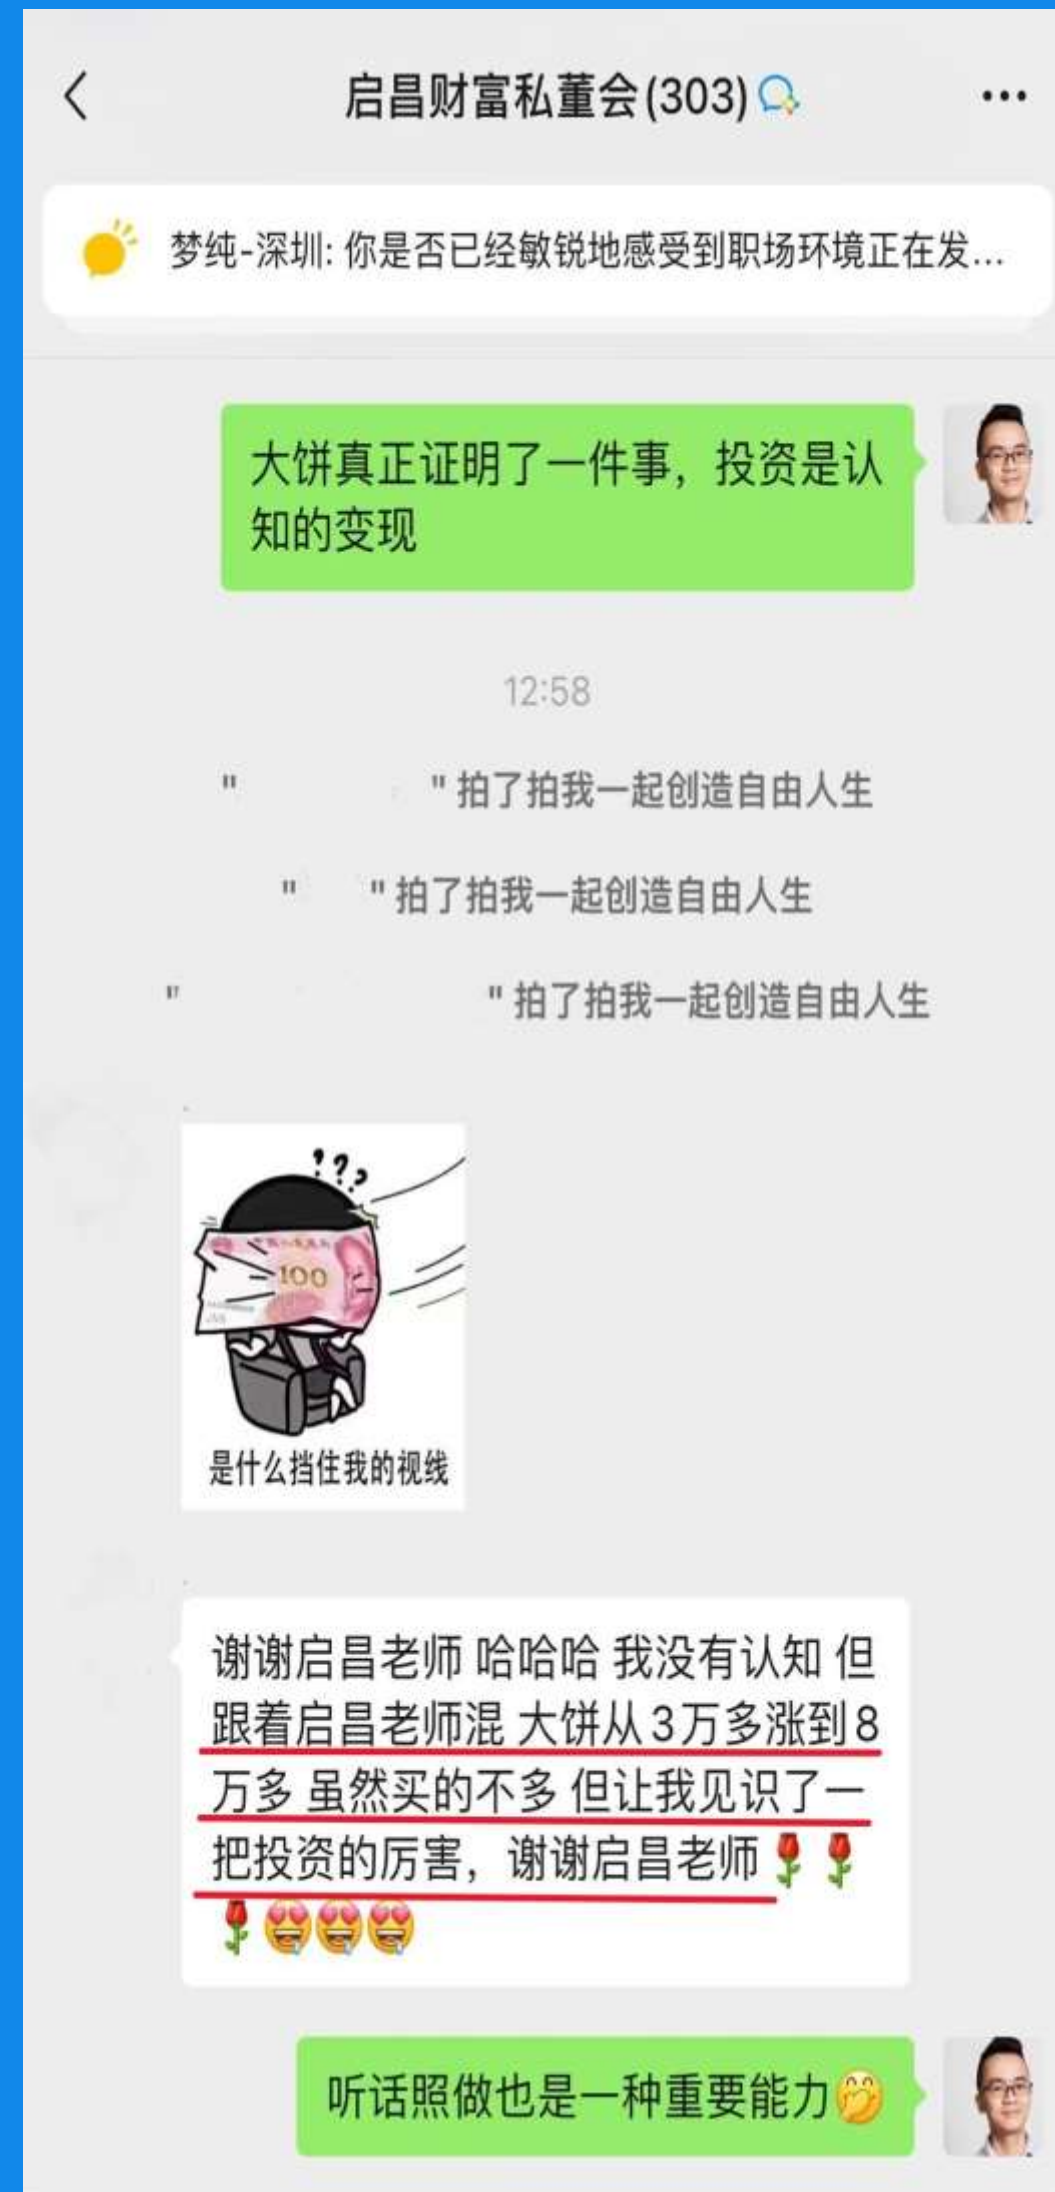 启昌财富私董会(303)
梦纯-深圳: 你是否已经敏锐地感受到职场环境正在发...
大饼真正证明了一件事，投资是认
知的变现
12:58
" " 拍了拍我一起创造自由人生
" " 拍了拍我一起创造自由人生
" " 拍了拍我一起创造自由人生
???
100
是什么挡住我的视线
谢谢启昌老师 哈哈哈 我没有认知 但
跟着启昌老师混 大饼从3万多涨到8
万多 虽然买的不多 但让我见识了一
把投资的厉害，谢谢启昌老师🌹🌹
🌹🤤🤤🤤
听话照做也是一种重要能力🤭